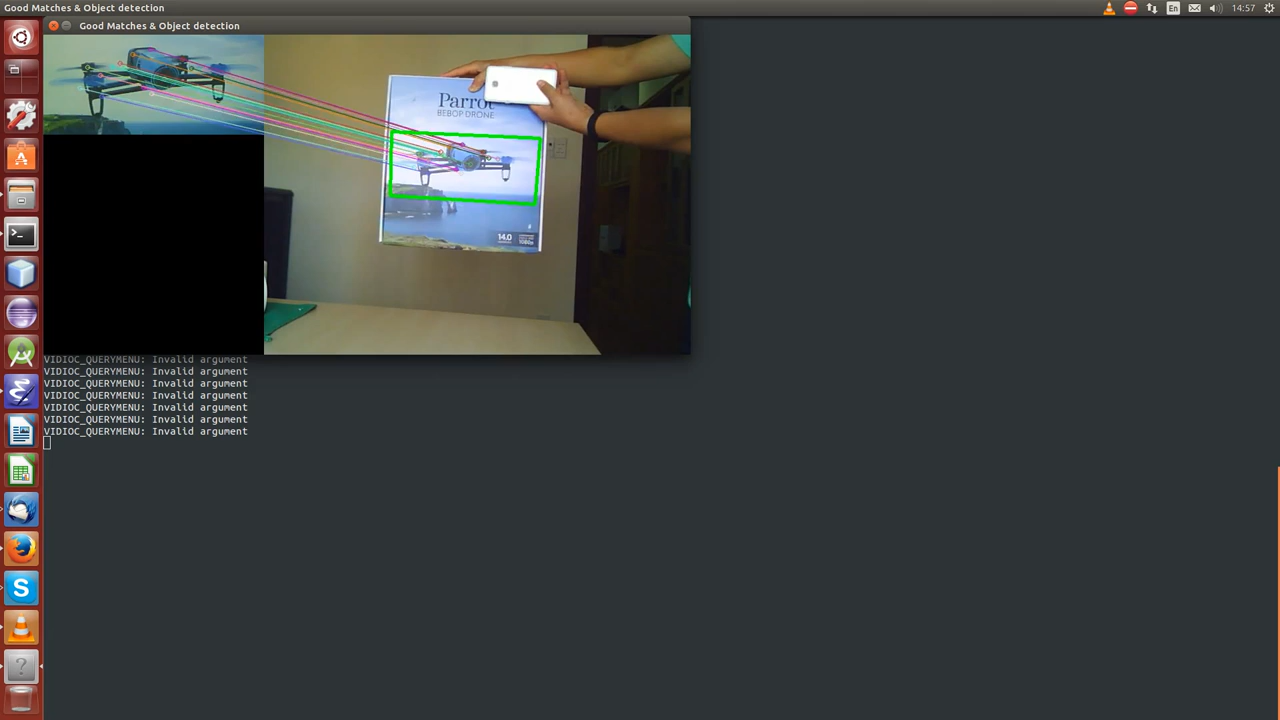 Good Matches & Object detection
En
14:57
Good Matches & Object detection
Parrot
BEBOP DRONE
14.0
1080p
VIDIOC_QUERYMENU: Invalid argument
VIDIOC_QUERYMENU: Invalid argument
VIDIOC_QUERYMENU: Invalid argument
VIDIOC_QUERYMENU: Invalid argument
VIDIOC_QUERYMENU: Invalid argument
VIDIOC_QUERYMENU: Invalid argument
VIDIOC_QUERYMENU: Invalid argument